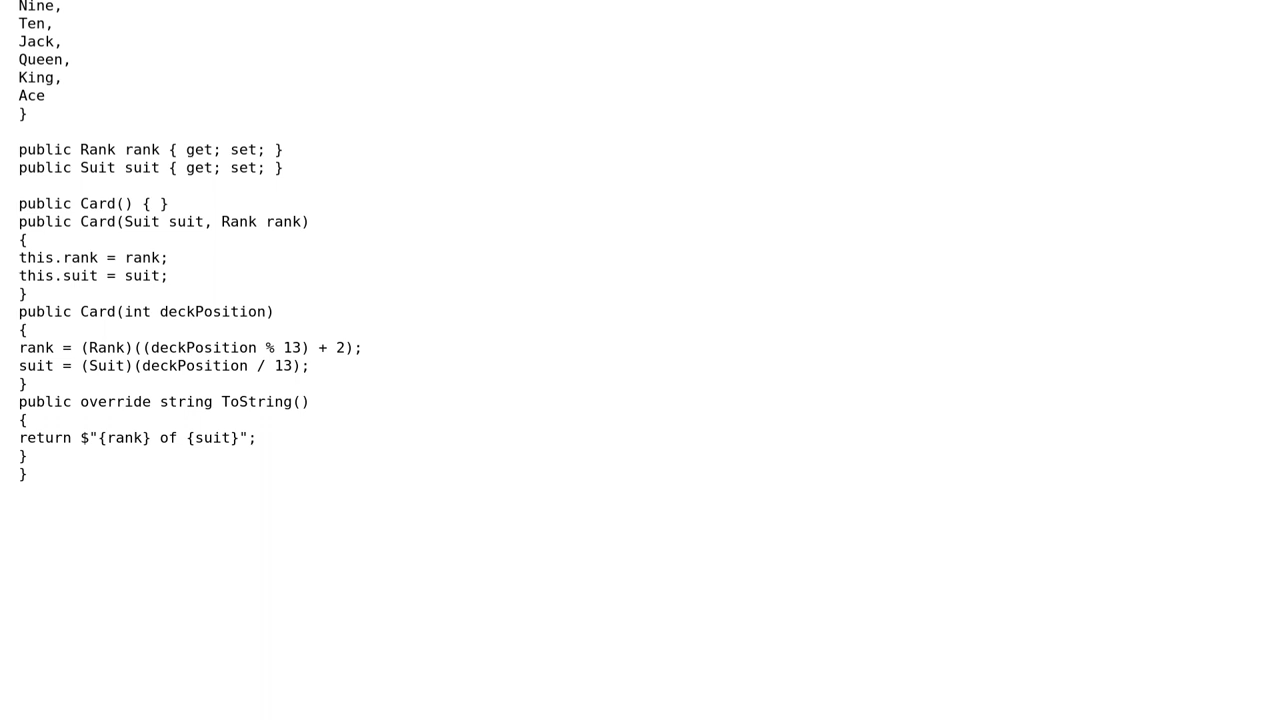 Nine,
Ten,
Jack,
Queen,
King,
Ace
}
public Rank rank { get; set; }
public Suit suit { get; set; }
public Card() { }
public Card(Suit suit, Rank rank)
{
this.rank = rank;
this.suit = suit;
}
public Card(int deckPosition)
{
rank = (Rank)((deckPosition % 13) + 2);
suit = (Suit)(deckPosition / 13);
}
public override string ToString()
{
return $"{rank} of {suit}";
}
}